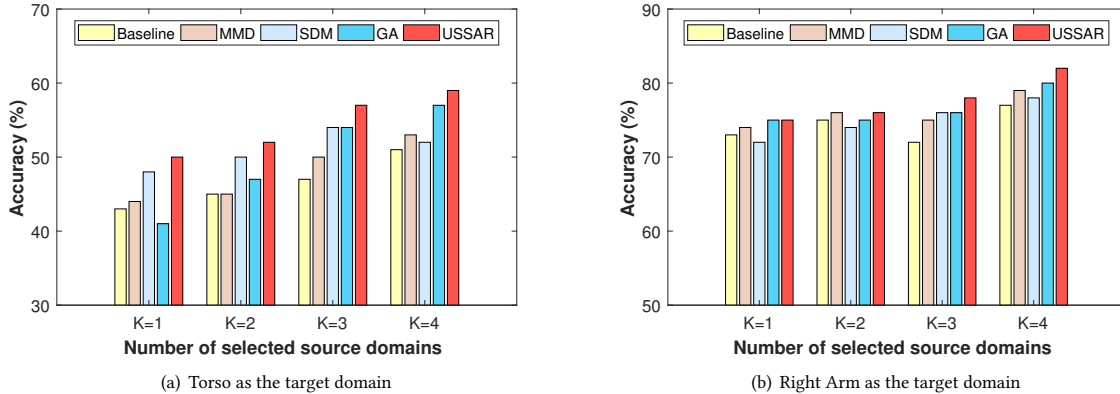 70
60
50
40
30
Accuracy (%)
Baseline MMD SDM GA USSAR
K=1 K=2 K=3 K=4
Number of selected source domains
(a) Torso as the target domain
90
80
70
60
50
Accuracy (%)
Baseline MMD SDM GA USSAR
K=1 K=2 K=3 K=4
Number of selected source domains
(b) Right Arm as the target domain